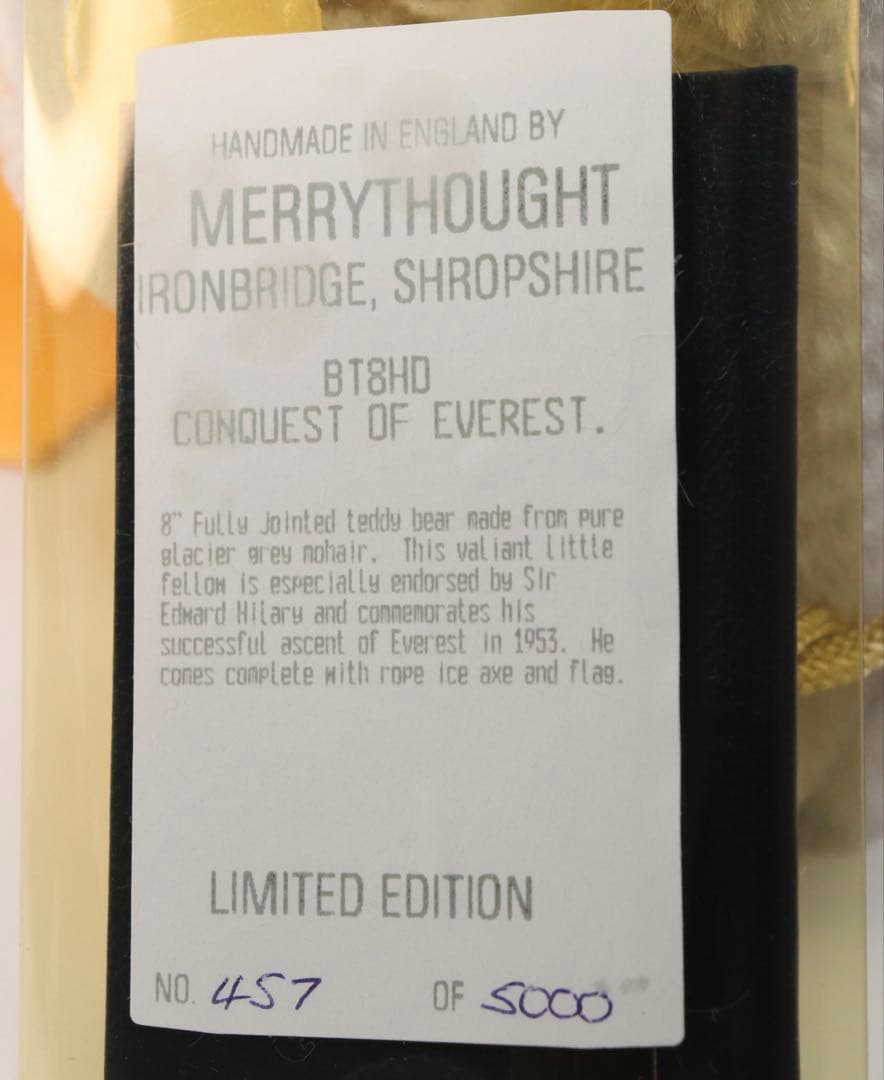 HANDMADE IN ENGLAND BY
MERRYTHOUGHT
IRONBRIDGE, SHROPSHIRE
BT8HD
CONQUEST OF EVEREST.
8" Fully Jointed teddy bear made from pure
glacier grey mohair. This valiant little
fellow is especially endorsed by Sir
Edward Hilary and commemorates his
successful ascent of Everest in 1953. He
comes complete with rope ice axe and flag.
LIMITED EDITION
NO. 457 OF 5000